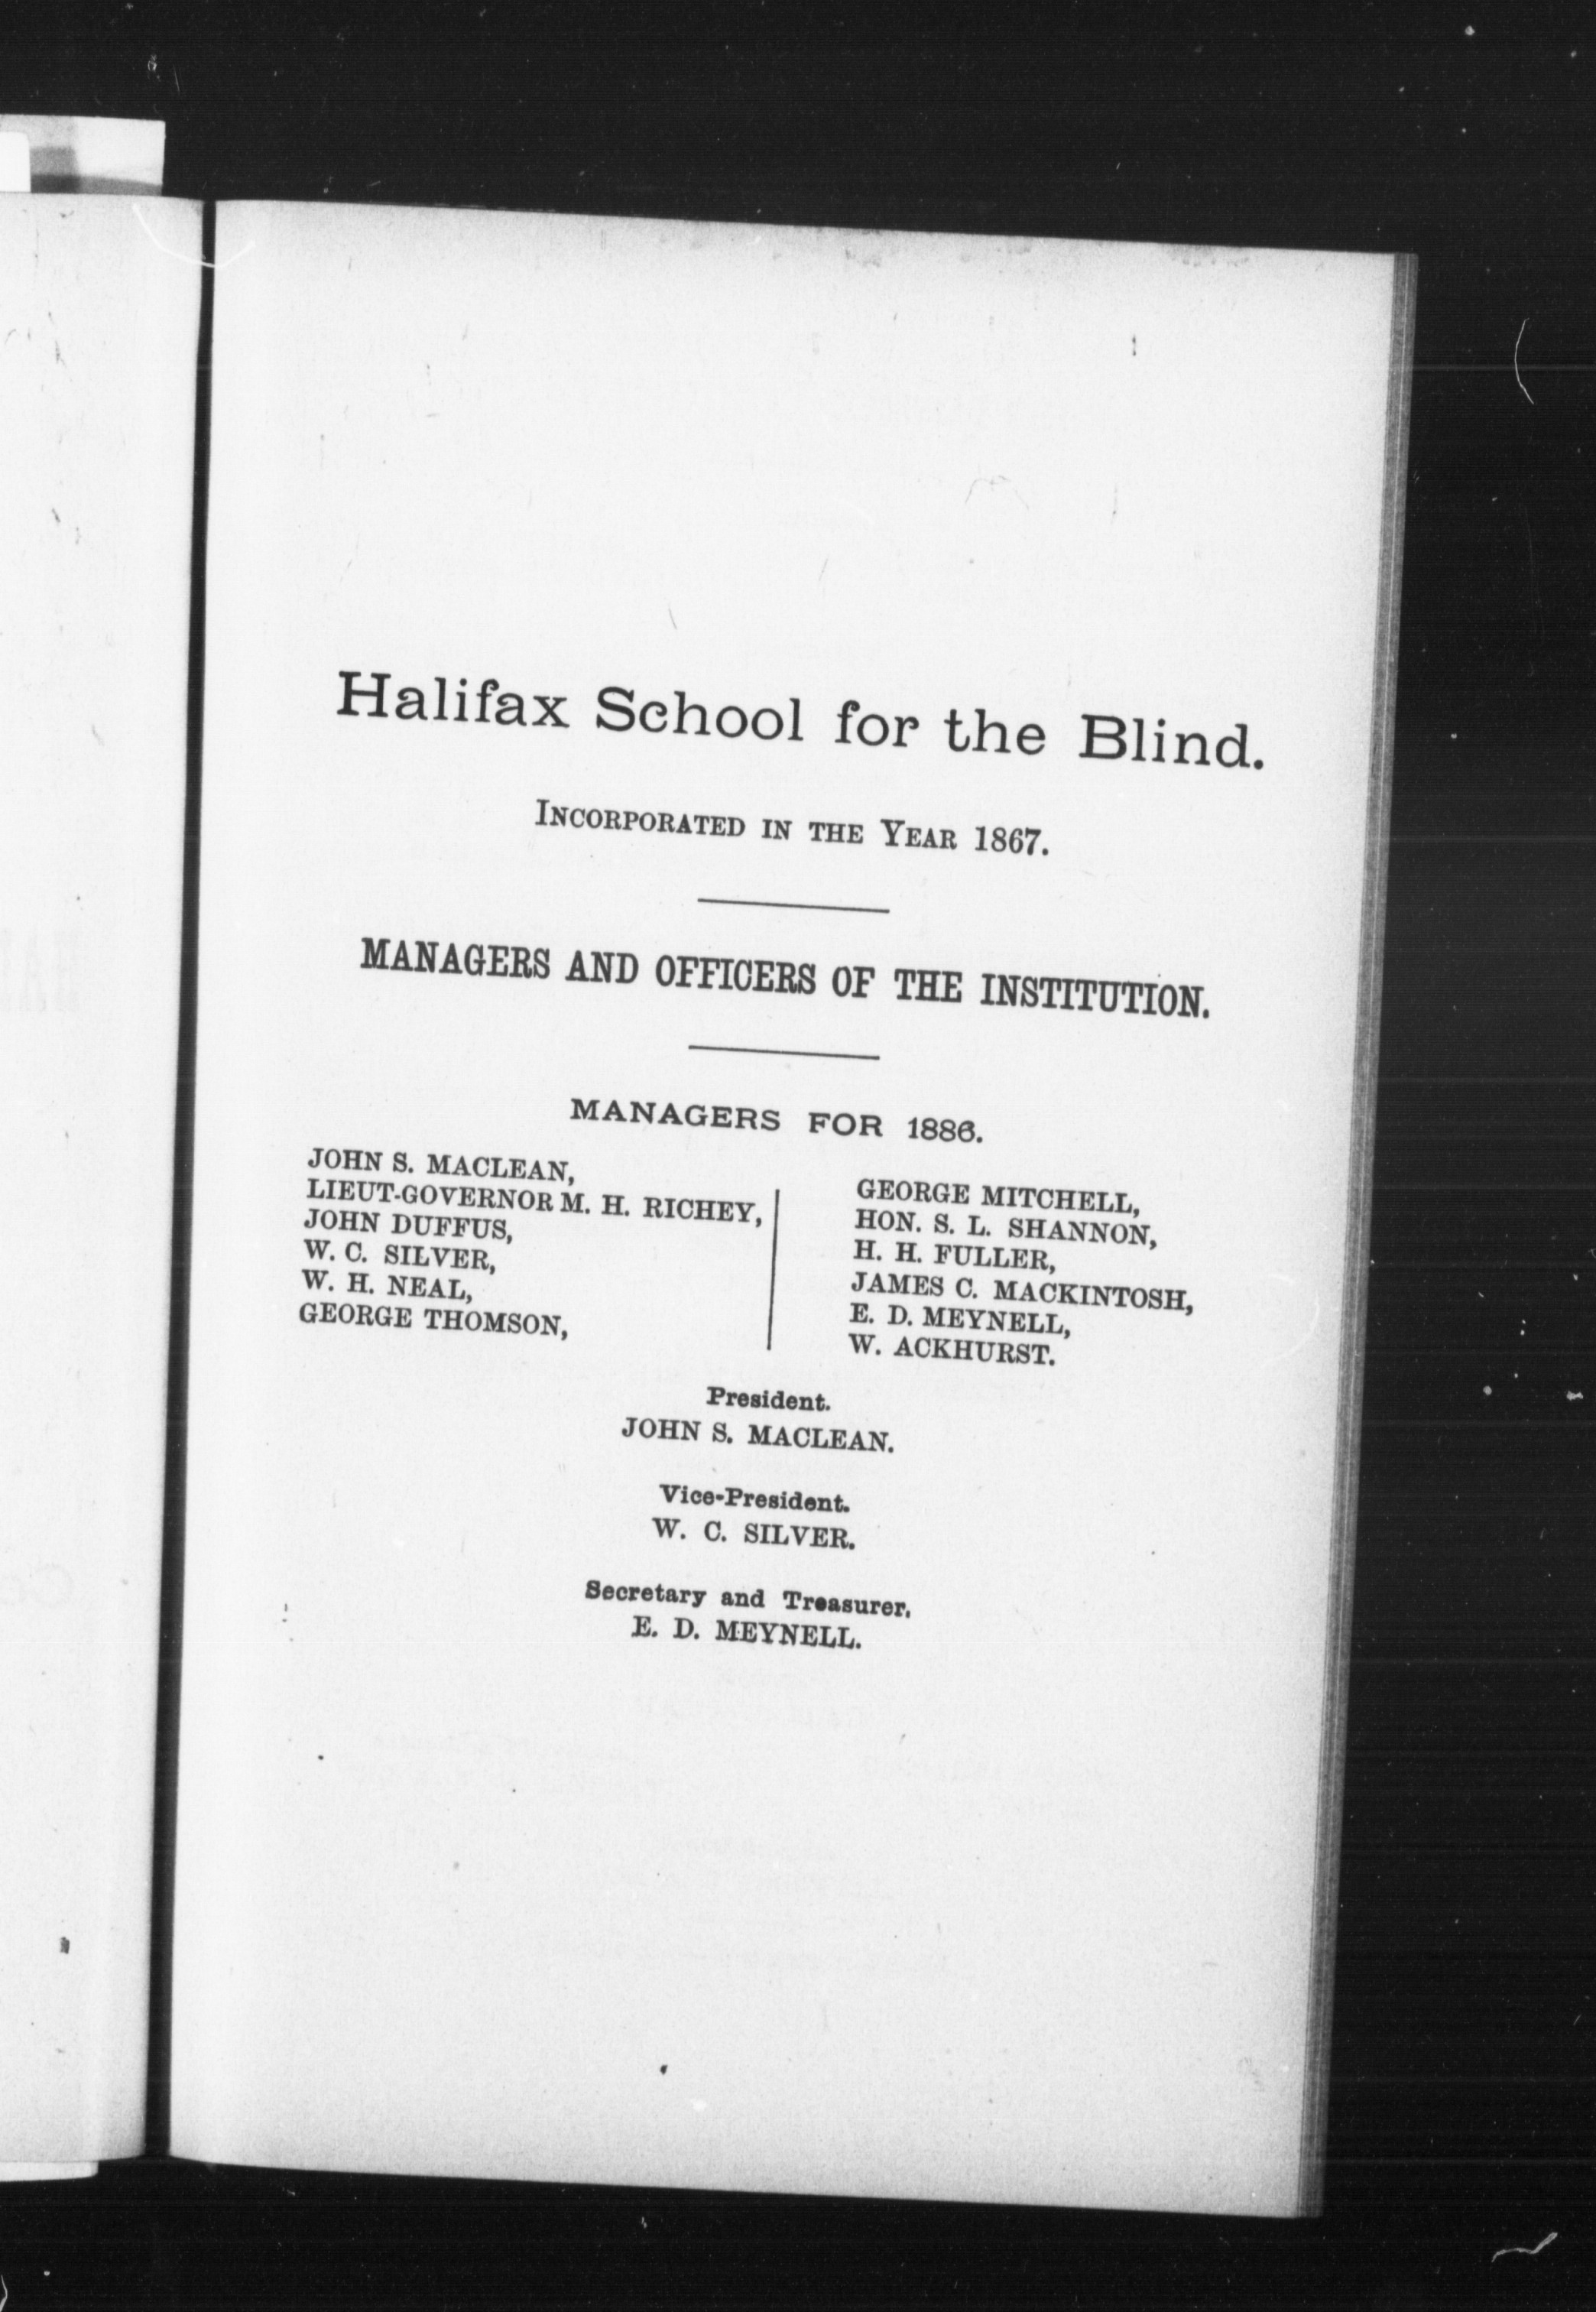 Halifax School for the Blind.
INCORPORATED IN THE YEAR 1867.
MANAGERS AND OFFICERS OF THE INSTITUTION.
MANAGERS FOR 1886.
JOHN S. MACLEAN,
LIEUT-GOVERNOR M. H. RICHEY,
JOHN DUFFUS,
W. C. SILVER,
W. H. NEAL,
GEORGE THOMSON,
GEORGE MITCHELL,
HON. S. L. SHANNON,
H. H. FULLER,
JAMES C. MACKINTOSH,
E. D. MEYNELL,
W. ACKHURST.
President.
JOHN S. MACLEAN.
Vice-President.
W. C. SILVER.
Secretary and Treasurer.
E. D. MEYNELL.